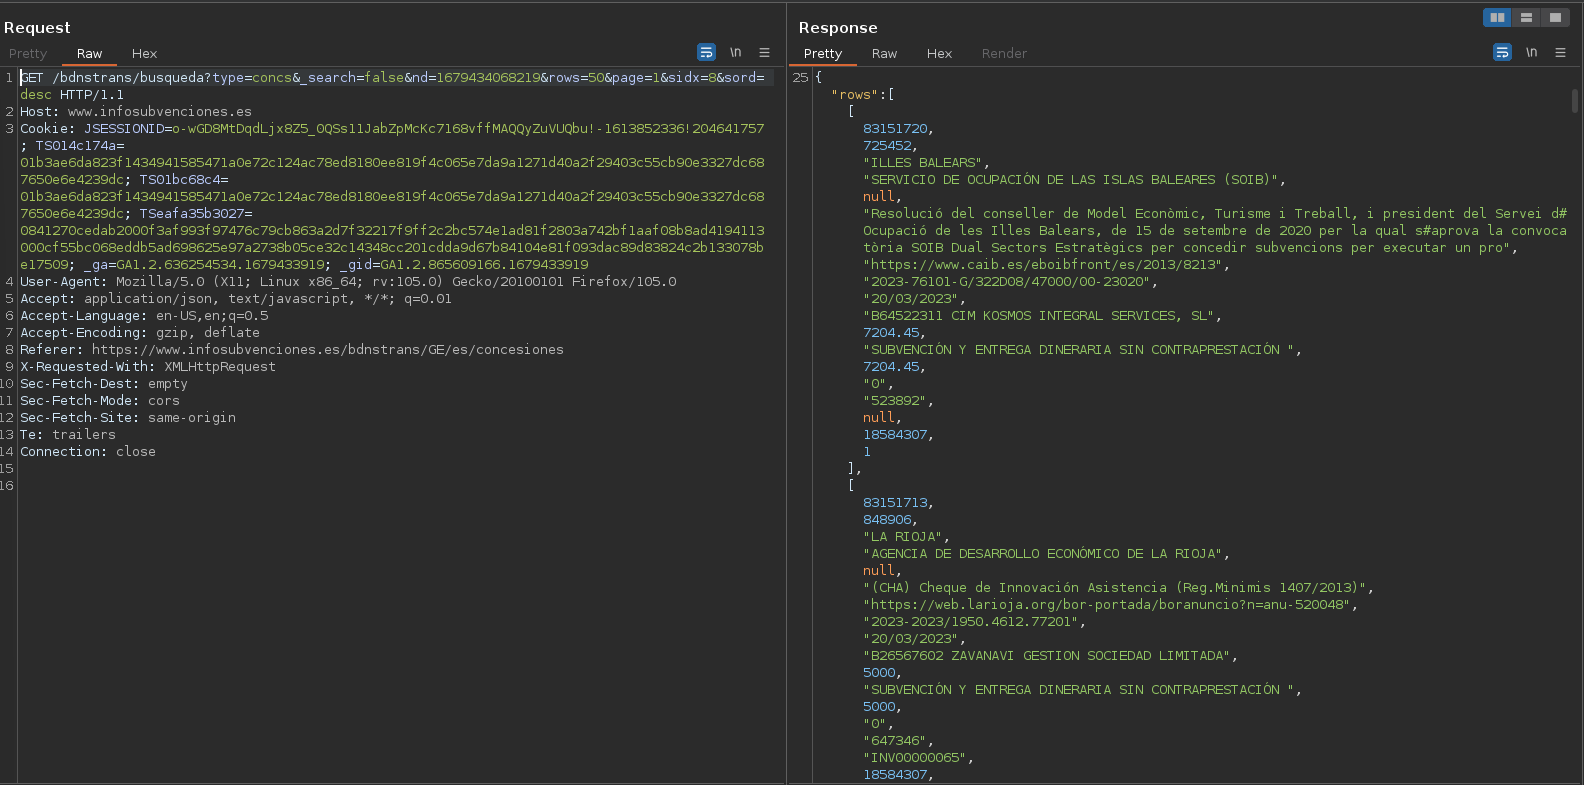 Request
Pretty Raw Hex \n
1 GET /bdnstrans/busqueda?type=concs&_search=false&nd=1679434068219&rows=50&page=1&sidx=8&sord=
desc HTTP/1.1
2 Host: www.infosubvenciones.es
3 Cookie: JSESSIONID=o-wGD8MtDqdLjx8Z5_0QSs11JabZpMcKc7168vffMAQQyZuVUQbu!-1613852336!204641757
; TS014c174a=
01b3ae6da823f1434941585471a0e72c124ac78ed8180ee819f4c065e7da9a1271d40a2f29403c55cb90e3327dc68
7650e6e4239dc; TS01bc68c4=
01b3ae6da823f1434941585471a0e72c124ac78ed8180ee819f4c065e7da9a1271d40a2f29403c55cb90e3327dc68
7650e6e4239dc; TSeafa35b3027=
0841270cedab2000f3af993f97476c79cb863a2d7f32217f9ff2c2bc574e1ad81f2803a742bf1aaf08b8ad4194113
000cf55bc068eddb5ad698625e97a2738b05ce32c14348cc201cdda9d67b84104e81f093dac89d83824c2b133078b
e17509; _ga=GA1.2.636254534.1679433919; _gid=GA1.2.865609166.1679433919
4 User-Agent: Mozilla/5.0 (X11; Linux x86_64; rv:105.0) Gecko/20100101 Firefox/105.0
5 Accept: application/json, text/javascript, */*; q=0.01
6 Accept-Language: en-US,en;q=0.5
7 Accept-Encoding: gzip, deflate
8 Referer: https://www.infosubvenciones.es/bdnstrans/GE/es/concesiones
9 X-Requested-With: XMLHttpRequest
10 Sec-Fetch-Dest: empty
11 Sec-Fetch-Mode: cors
12 Sec-Fetch-Site: same-origin
13 Te: trailers
14 Connection: close
15
16
Response
Pretty Raw Hex Render \n
25 {
"rows":[
[
83151720,
725452,
"ILLES BALEARS",
"SERVICIO DE OCUPACIÓN DE LAS ISLAS BALEARES (SOIB)",
null,
"Resolució del conseller de Model Econòmic, Turisme i Treball, i president del Servei d#
Ocupació de les Illes Balears, de 15 de setembre de 2020 per la qual s#aprova la convoca
tòria SOIB Dual Sectors Estratègics per concedir subvencions per executar un pro",
"https://www.caib.es/eboibfront/es/2013/8213",
"2023-76101-G/322D08/47000/00-23020",
"20/03/2023",
"B64522311 CIM KOSMOS INTEGRAL SERVICES, SL",
7204.45,
"SUBVENCIÓN Y ENTREGA DINERARIA SIN CONTRAPRESTACIÓN ",
7204.45,
"0",
"523892",
null,
18584307,
1
],
[
83151713,
848906,
"LA RIOJA",
"AGENCIA DE DESARROLLO ECONÓMICO DE LA RIOJA",
null,
"(CHA) Cheque de Innovación Asistencia (Reg.Minimis 1407/2013)",
"https://web.larioja.org/bor-portada/boranuncio?n=anu-520048",
"2023-2023/1950.4612.77201",
"20/03/2023",
"B26567602 ZAVANAVI GESTION SOCIEDAD LIMITADA",
5000,
"SUBVENCIÓN Y ENTREGA DINERARIA SIN CONTRAPRESTACIÓN ",
5000,
"0",
"647346",
"INV00000065",
18584307,